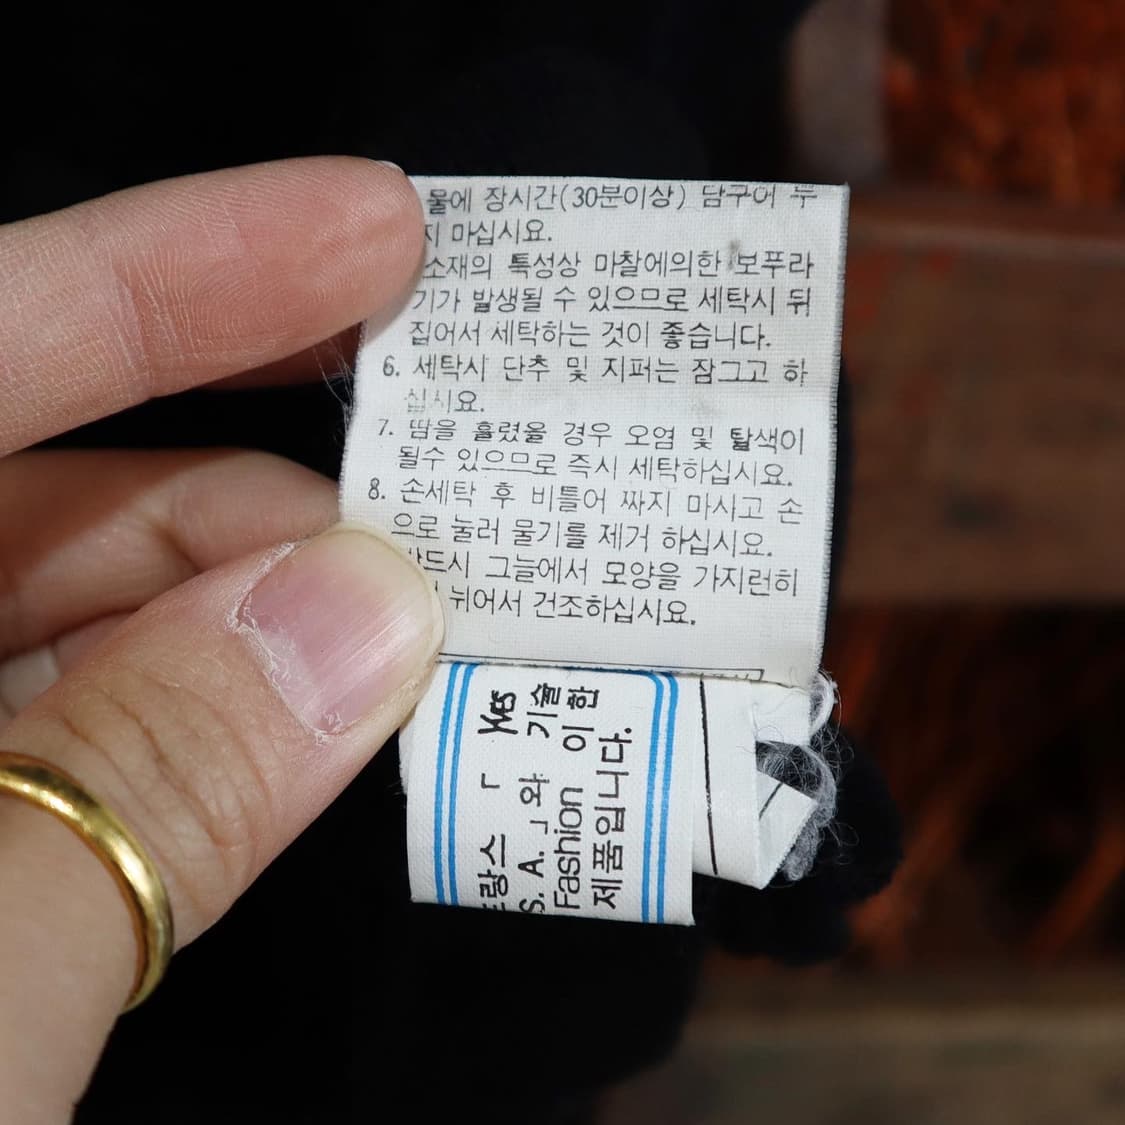 물에 장시간(30분이상) 담구어 두
지 마십시요.
소재의 특성상 마찰에의한 보푸라
기가 발생될 수 있으므로 세탁시 뒤
집어서 세탁하는 것이 좋습니다.
6. 세탁시 단추 및 지퍼는 잠그고 하
십시요.
7. 땀을 흘렸을 경우 오염 및 탈색이
될수 있으므로 즉시 세탁하십시요.
8. 손세탁 후 비틀어 싸지 마시고 손
으로 눌러 물기를 제거 하십시요.
반드시 그늘에서 모양을 가지런히
뉘어서 건조하십시요.
랑스 「 Yves
S. A.」와 기술
Fashion 이 한
제품입니다.